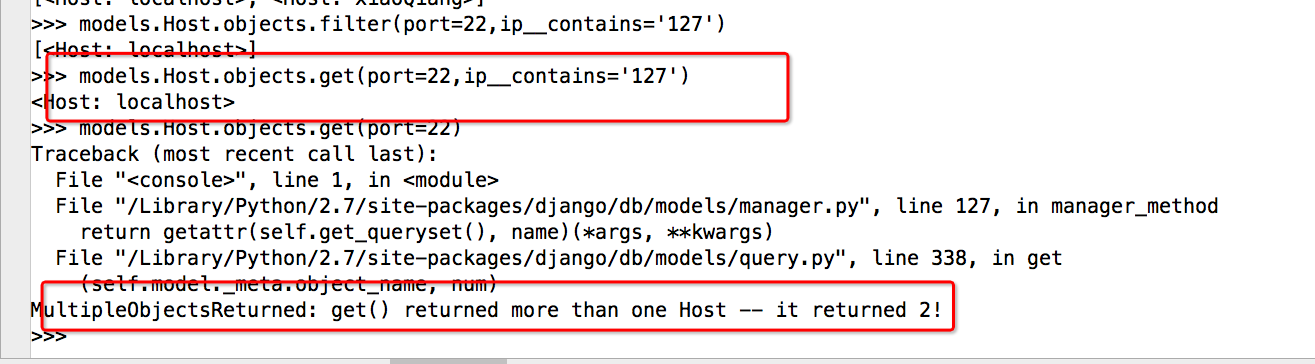 [<Host: localhost>, <Host: XiaoQiang>]
>>> models.Host.objects.filter(port=22,ip__contains='127')
[<Host: localhost>]
>>> models.Host.objects.get(port=22,ip__contains='127')
<Host: localhost>
>>> models.Host.objects.get(port=22)
Traceback (most recent call last):
  File "<console>", line 1, in <module>
  File "/Library/Python/2.7/site-packages/django/db/models/manager.py", line 127, in manager_method
    return getattr(self.get_queryset(), name)(*args, **kwargs)
  File "/Library/Python/2.7/site-packages/django/db/models/query.py", line 338, in get
    (self.model._meta.object_name, num)
MultipleObjectsReturned: get() returned more than one Host -- it returned 2!
>>>